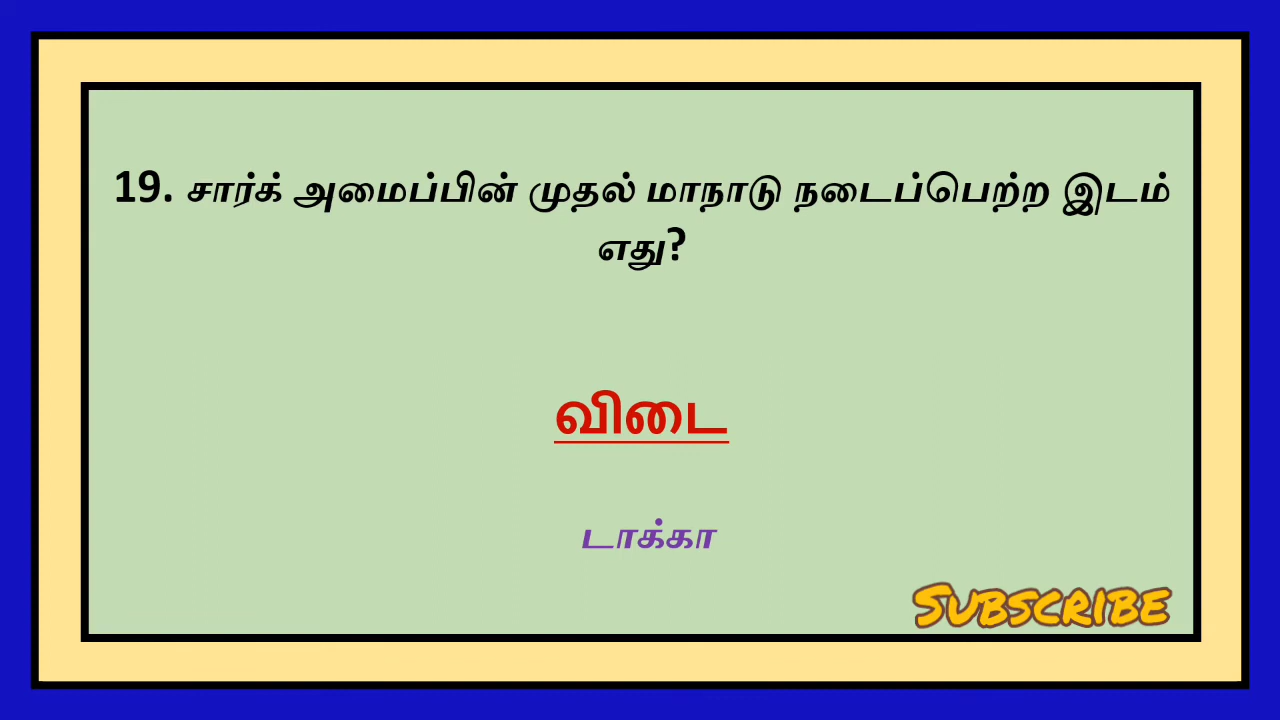 19. சார்க் அமைப்பின் முதல் மாநாடு நடைப்பெற்ற இடம்
எது?
விடை
டாக்கா
SUBSCRIBE